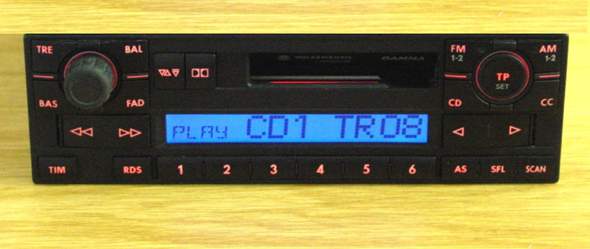 TRE BAL
VOLKSWAGEN GAMMA
FM 1-2
AM 1-2
TP SET
BAS FAD
CD CC
PLAY CD1 TR08
TIM RDS 1 2 3 4 5 6 AS SFL SCAN